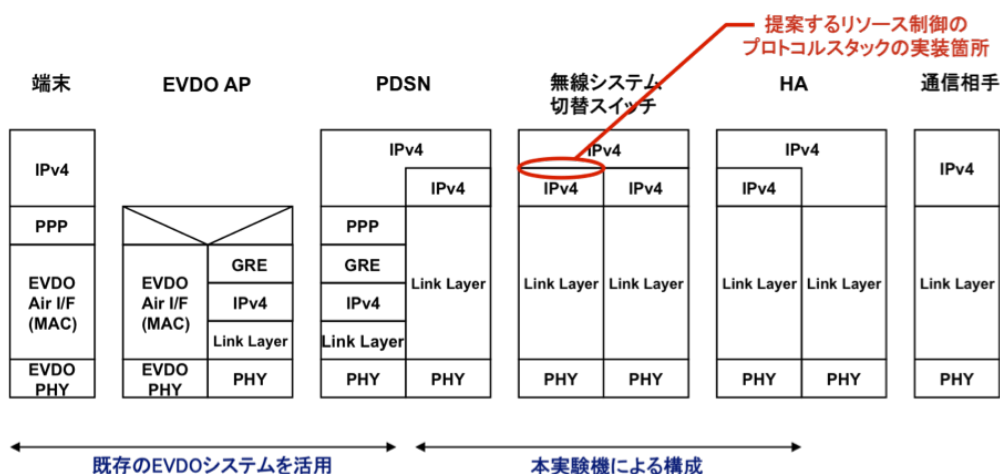 提案するリソース制御の
プロトコルスタックの実装箇所
端末
EVDO AP
PDSN
無線システム
切替スイッチ
HA
通信相手
IPv4
PPP
EVDO
Air I/F
(MAC)
EVDO
PHY
EVDO
Air I/F
(MAC)
EVDO
PHY
GRE
IPv4
Link Layer
PHY
IPv4
IPv4
PPP
GRE
IPv4
Link Layer
Link Layer
PHY
PHY
IPv4
IPv4
IPv4
Link Layer
Link Layer
PHY
PHY
IPv4
IPv4
Link Layer
Link Layer
PHY
PHY
IPv4
Link Layer
PHY
既存のEVDOシステムを活用
本実験機による構成